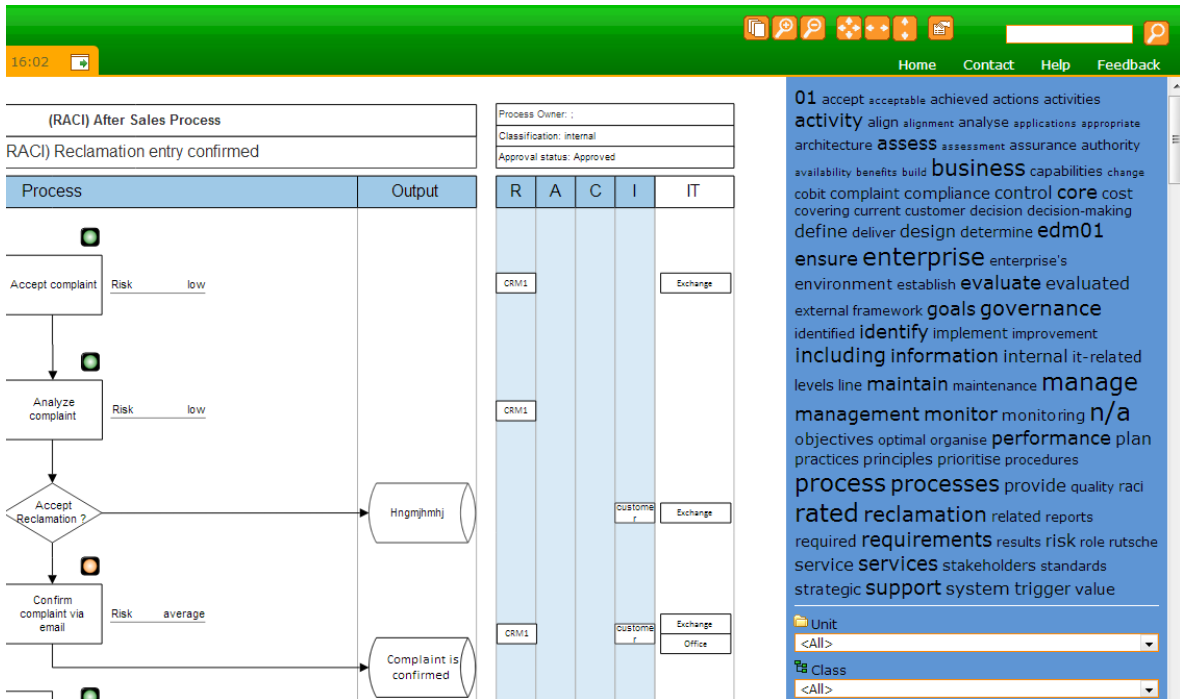 16:02
Home Contact Help Feedback
(RACI) After Sales Process
RACI) Reclamation entry confirmed
Process Owner: ;
Classification: internal
Approval status: Approved
Process Output R A C I IT
Accept complaint Risk low CRM1 Exchange
Analyze
complaint
Risk low
CRM1
Accept
Reclamation ?
Hngmjhmhj
custome
r
Exchange
Confirm
complaint via
email
Risk average
CRM1
custome
r
Exchange
Office
Complaint is
confirmed
01 accept acceptable achieved actions activities
activity align alignment analyse applications appropriate
architecture assess assessment assurance authority
availability benefits build business capabilities change
cobit complaint compliance control core cost
covering current customer decision decision-making
define deliver design determine edm01
ensure enterprise enterprise's
environment establish evaluate evaluated
external framework goals governance
identified identify implement improvement
including information internal it-related
levels line maintain maintenance manage
management monitor monitoring n/a
objectives optimal organise performance plan
practices principles prioritise procedures
process processes provide quality raci
rated reclamation related reports
required requirements results risk role rutsche
service services stakeholders standards
strategic support system trigger value
Unit
<All>
Class
<All>